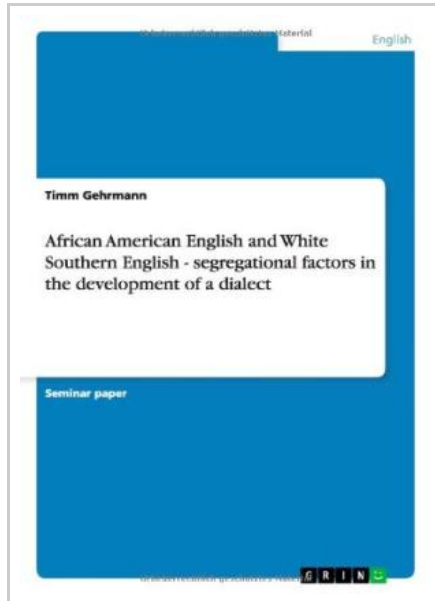 English
Timm Gehrmann
African American English and White
Southern English - segregational factors in
the development of a dialect
Seminar paper
GRIN